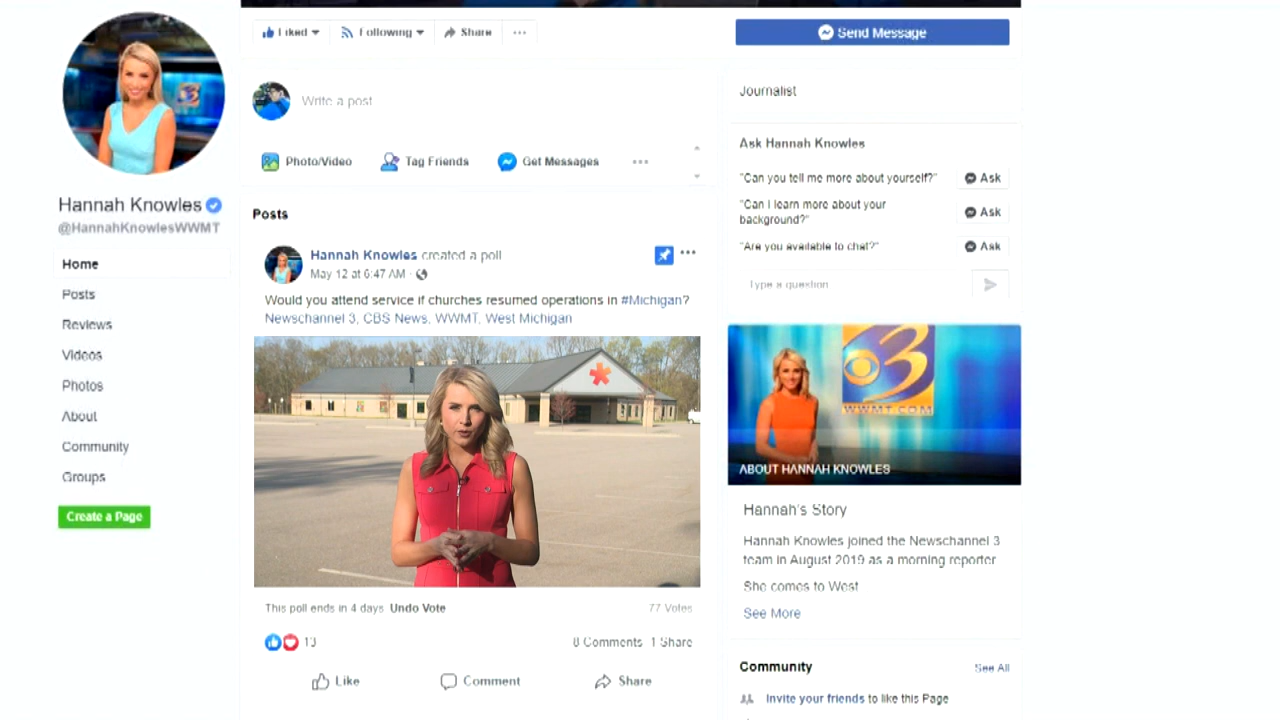 Liked
Following
Share
Send Message
Write a post
Photo/Video
Tag Friends
Get Messages
Hannah Knowles
@HannahKnowlesWWMT
Home
Posts
Reviews
Videos
Photos
About
Community
Groups
Create a Page
Posts
Hannah Knowles created a poll
May 12 at 6:47 AM ·
Would you attend service if churches resumed operations in #Michigan?
Newschannel 3, CBS News, WWMT, West Michigan
This poll ends in 4 days Undo Vote
77 Votes
13
8 Comments 1 Share
Like
Comment
Share
Journalist
Ask Hannah Knowles
"Can you tell me more about yourself?"
Ask
"Can I learn more about your
background?"
Ask
"Are you available to chat?"
Ask
Type a question
3
WWMT.COM
ABOUT HANNAH KNOWLES
Hannah's Story
Hannah Knowles joined the Newschannel 3
team in August 2019 as a morning reporter
She comes to West
See More
Community
See All
Invite your friends to like this Page